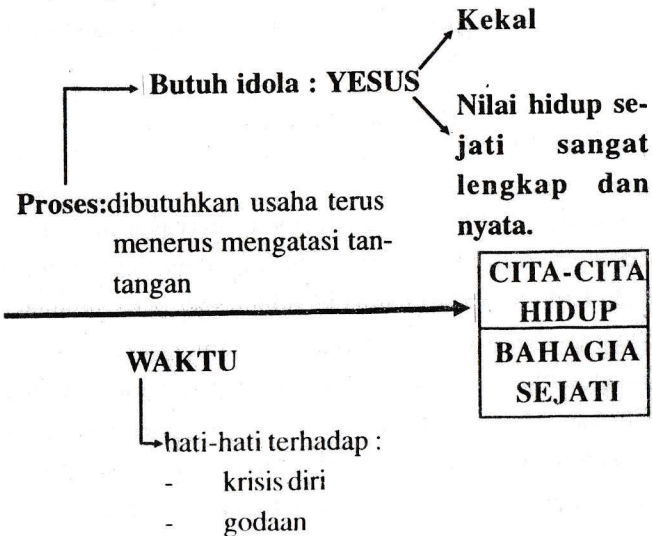 Kekal
Butuh idola : YESUS
Nilai hidup se-
jati sangat
lengkap dan
nyata.
Proses:dibutuhkan usaha terus
menerus mengatasi tan-
tangan
CITA-CITA
HIDUP
BAHAGIA
SEJATI
WAKTU
hati-hati terhadap :
- krisis diri
- godaan